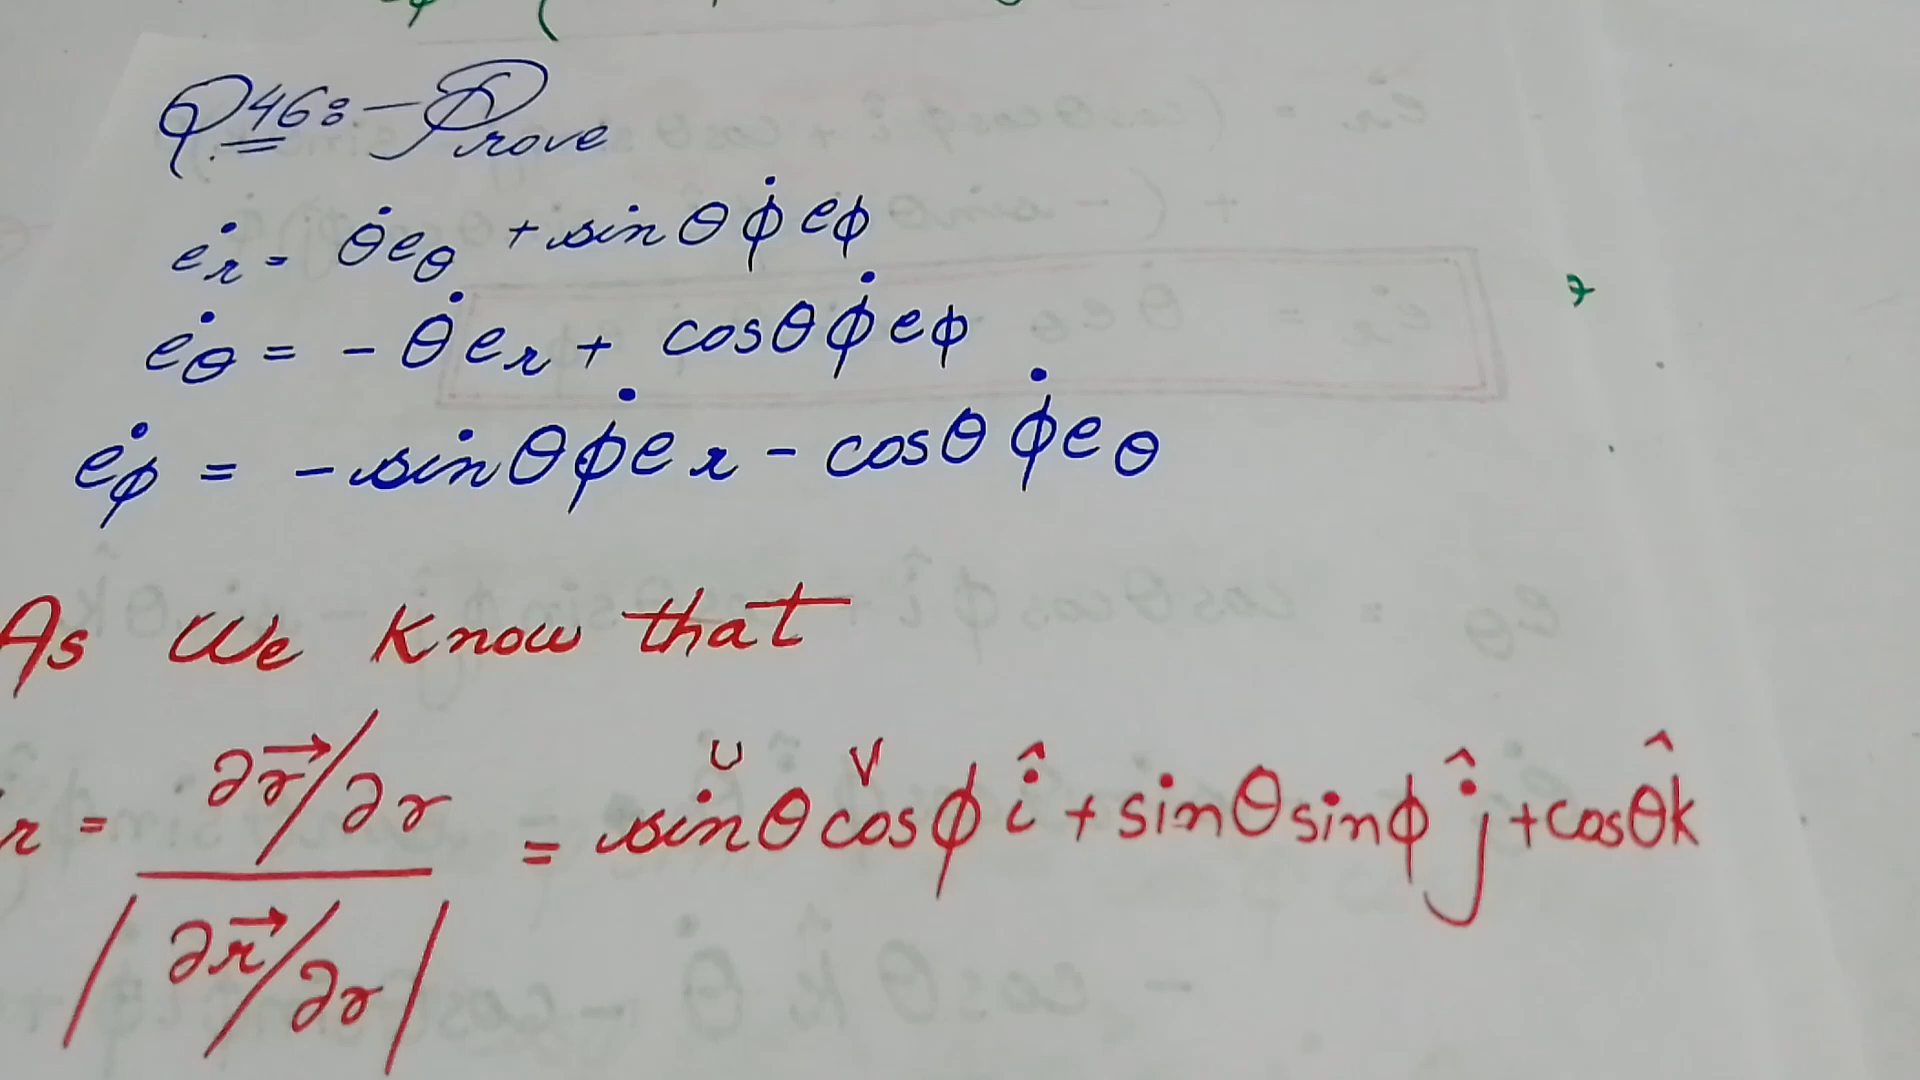 Q46:- Prove
ėr = θ̇eθ + sinθ φ̇ eφ
ėθ = - θ̇er + cosθ φ̇eφ
ėφ = - sinθ φ̇er - cosθ φ̇eθ
As We Know that
r = ∂r⃗/∂r / |∂r⃗/∂r| = sinθ cosφ î + sinθ sinφ ĵ + cosθk̂
U V